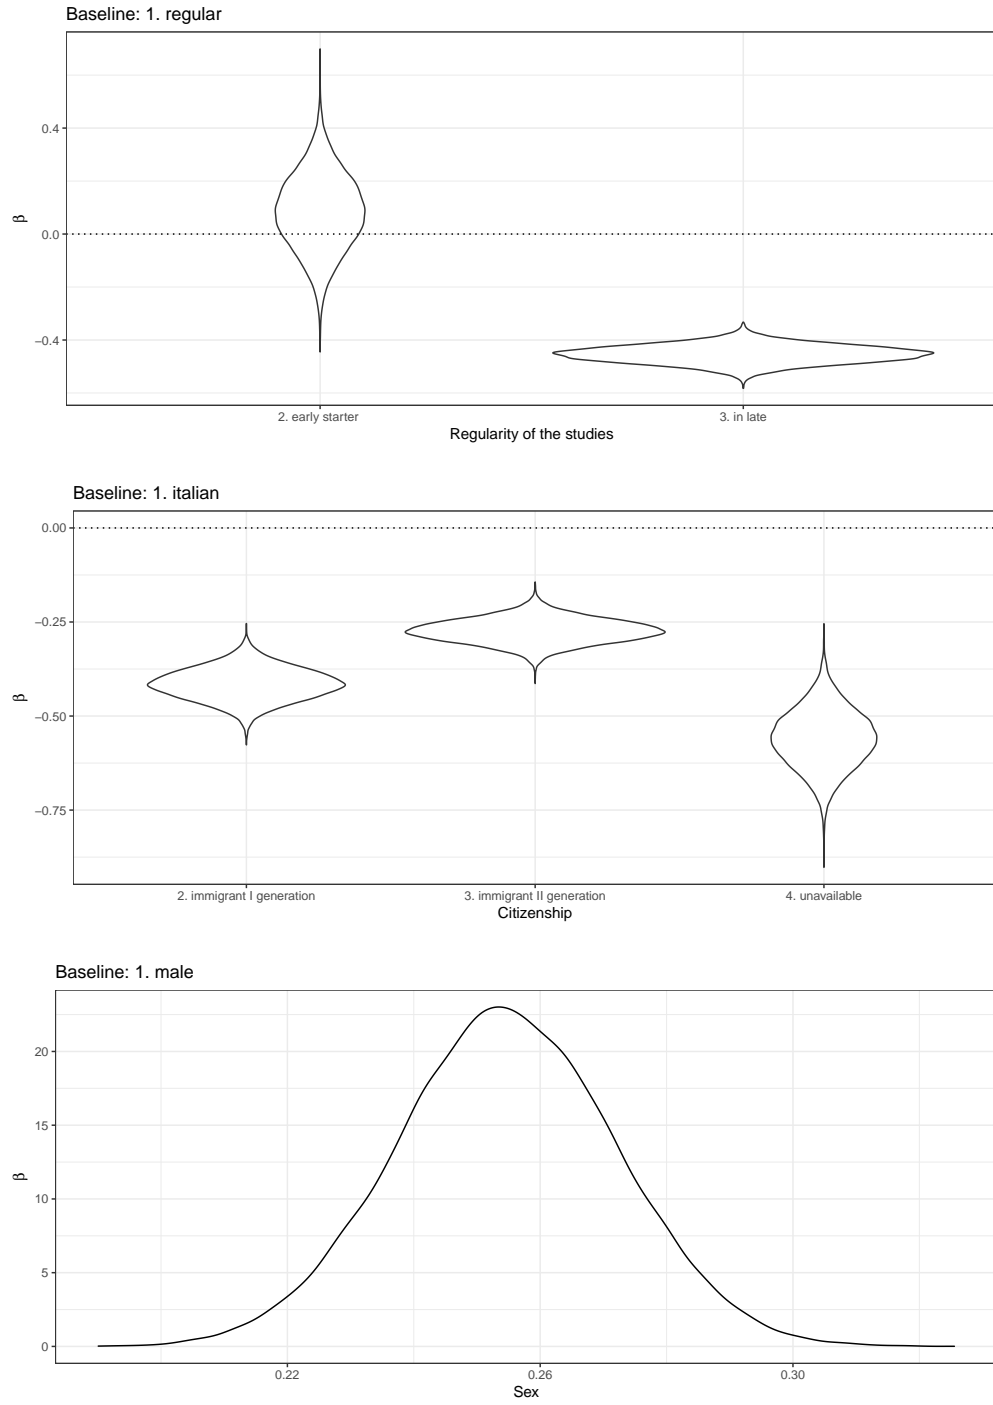 Baseline: 1. regular
0.4
0.0
−0.4
β
2. early starter
3. in late
Regularity of the studies
Baseline: 1. italian
0.00
−0.25
−0.50
−0.75
β
2. immigrant I generation
3. immigrant II generation
4. unavailable
Citizenship
Baseline: 1. male
20
15
10
5
0
β
0.22
0.26
0.30
Sex